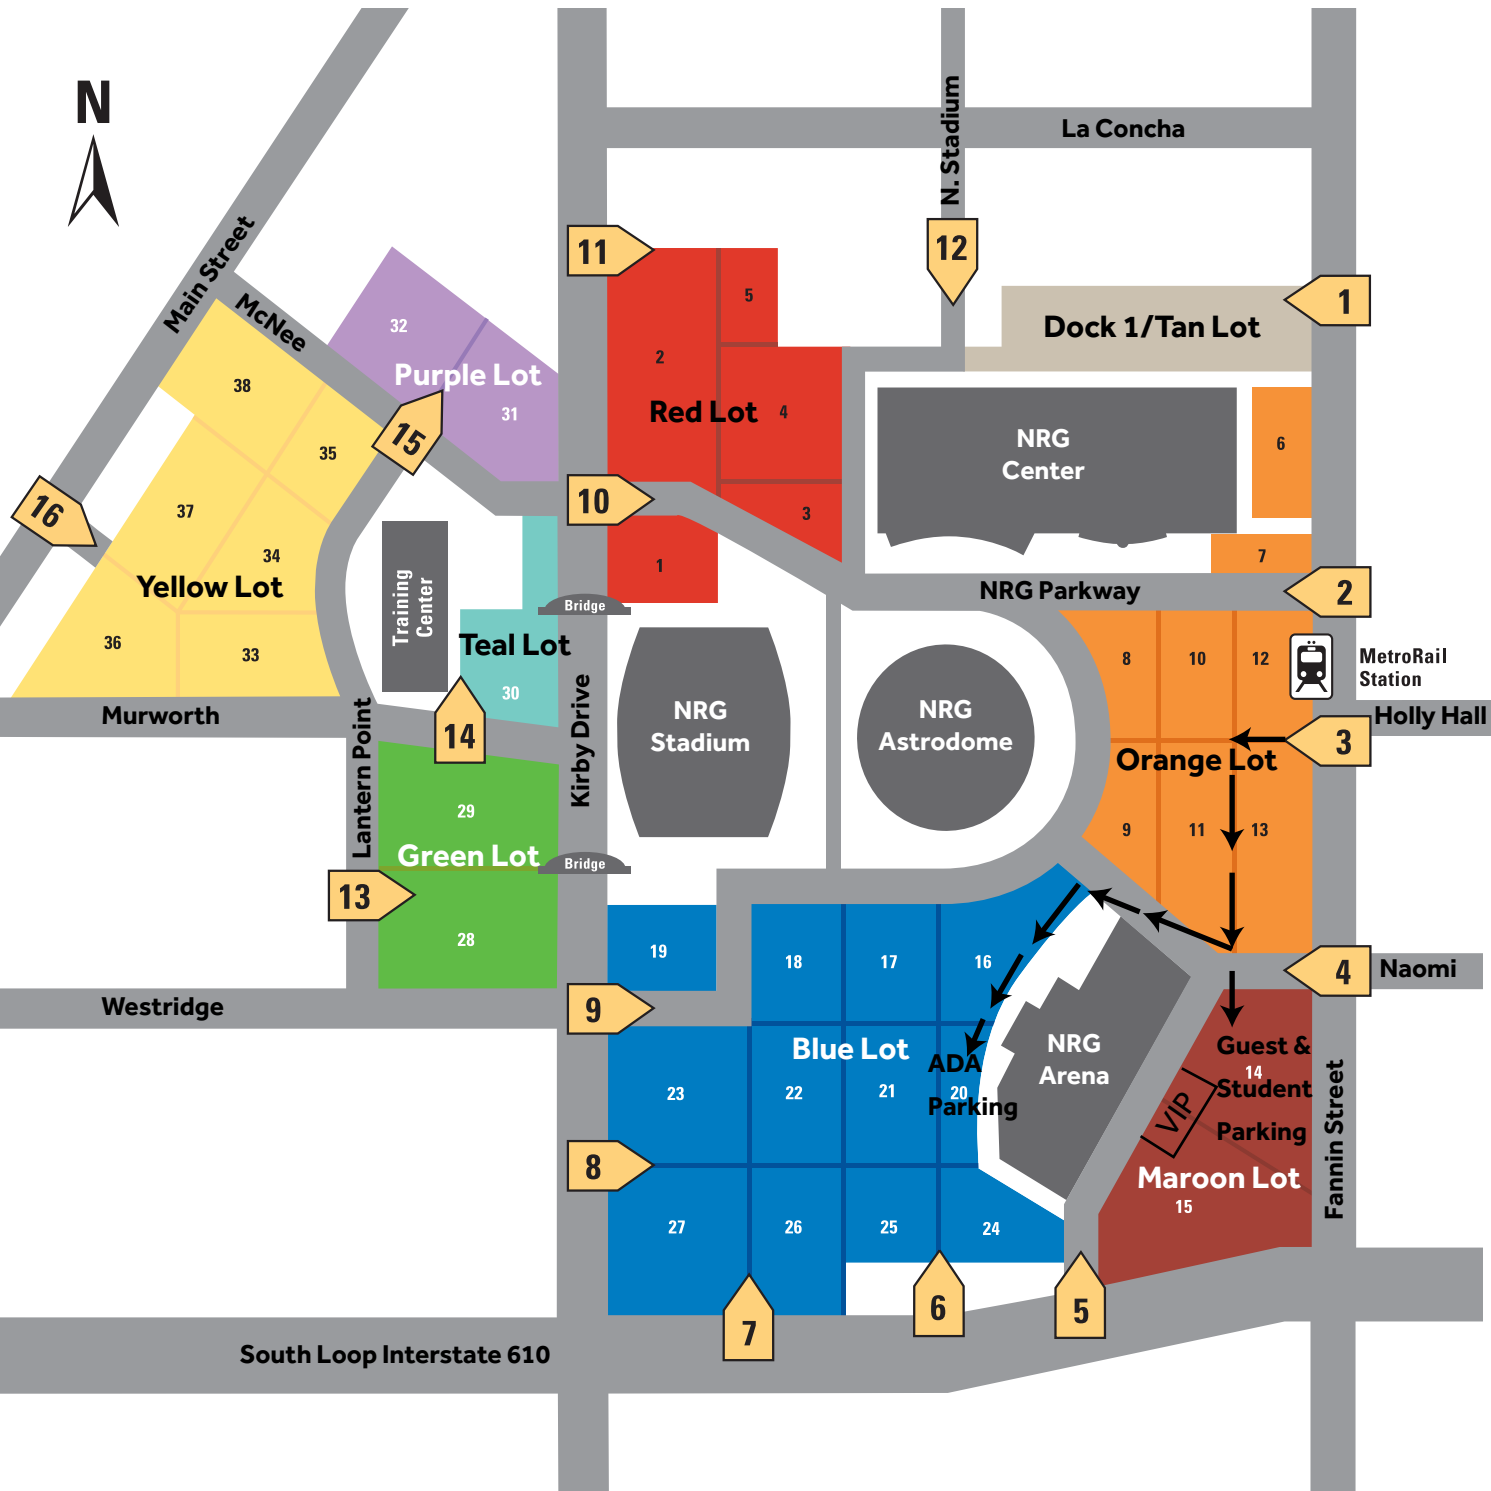 N
La Concha
N. Stadium
Main Street
McNee
11
12
1
5
Dock 1/Tan Lot
32
2
Purple Lot
38
31
Red Lot
4
NRG
Center
6
15
35
16
37
10
3
34
7
1
Yellow Lot
Training
Center
Bridge
NRG Parkway
2
36
33
Teal Lot
30
8
10
12
MetroRail
Station
Murworth
14
Kirby Drive
NRG
Stadium
NRG
Astrodome
Holly Hall
3
Orange Lot
Lantern Point
29
Green Lot
Bridge
9
11
13
13
28
19
18
17
16
4
Naomi
Westridge
9
Blue Lot
ADA
Parking
NRG
Arena
Guest &
14
Student
Parking
VIP
23
22
21
20
8
Maroon Lot
15
Fannin Street
27
26
25
24
7
6
5
South Loop Interstate 610